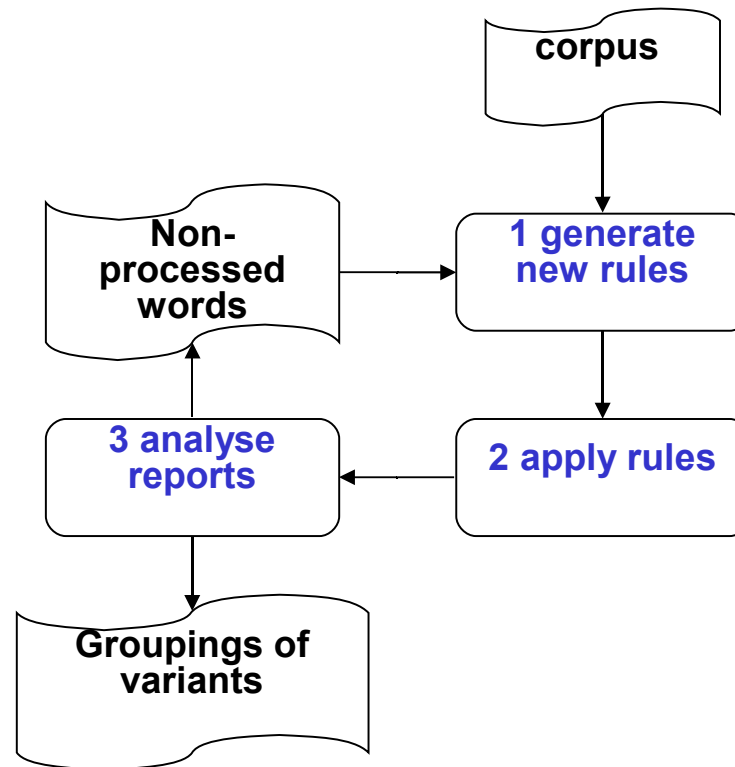 corpus
Non-
processed
words
1 generate
new rules
3 analyse
reports
2 apply rules
Groupings of
variants